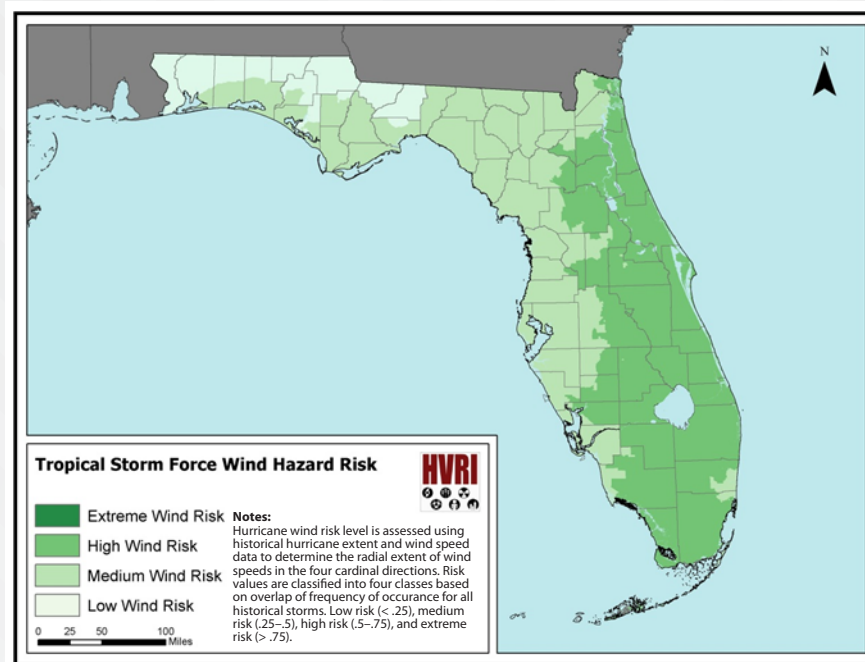 N
Tropical Storm Force Wind Hazard Risk
HVRI
Extreme Wind Risk
High Wind Risk
Medium Wind Risk
Low Wind Risk
0 25 50 100
Miles
Notes:
Hurricane wind risk level is assessed using
historical hurricane extent and wind speed
data to determine the radial extent of wind
speeds in the four cardinal directions. Risk
values are classified into four classes based
on overlap of frequency of occurance for all
historical storms. Low risk (< .25), medium
risk (.25–.5), high risk (.5–.75), and extreme
risk (> .75).